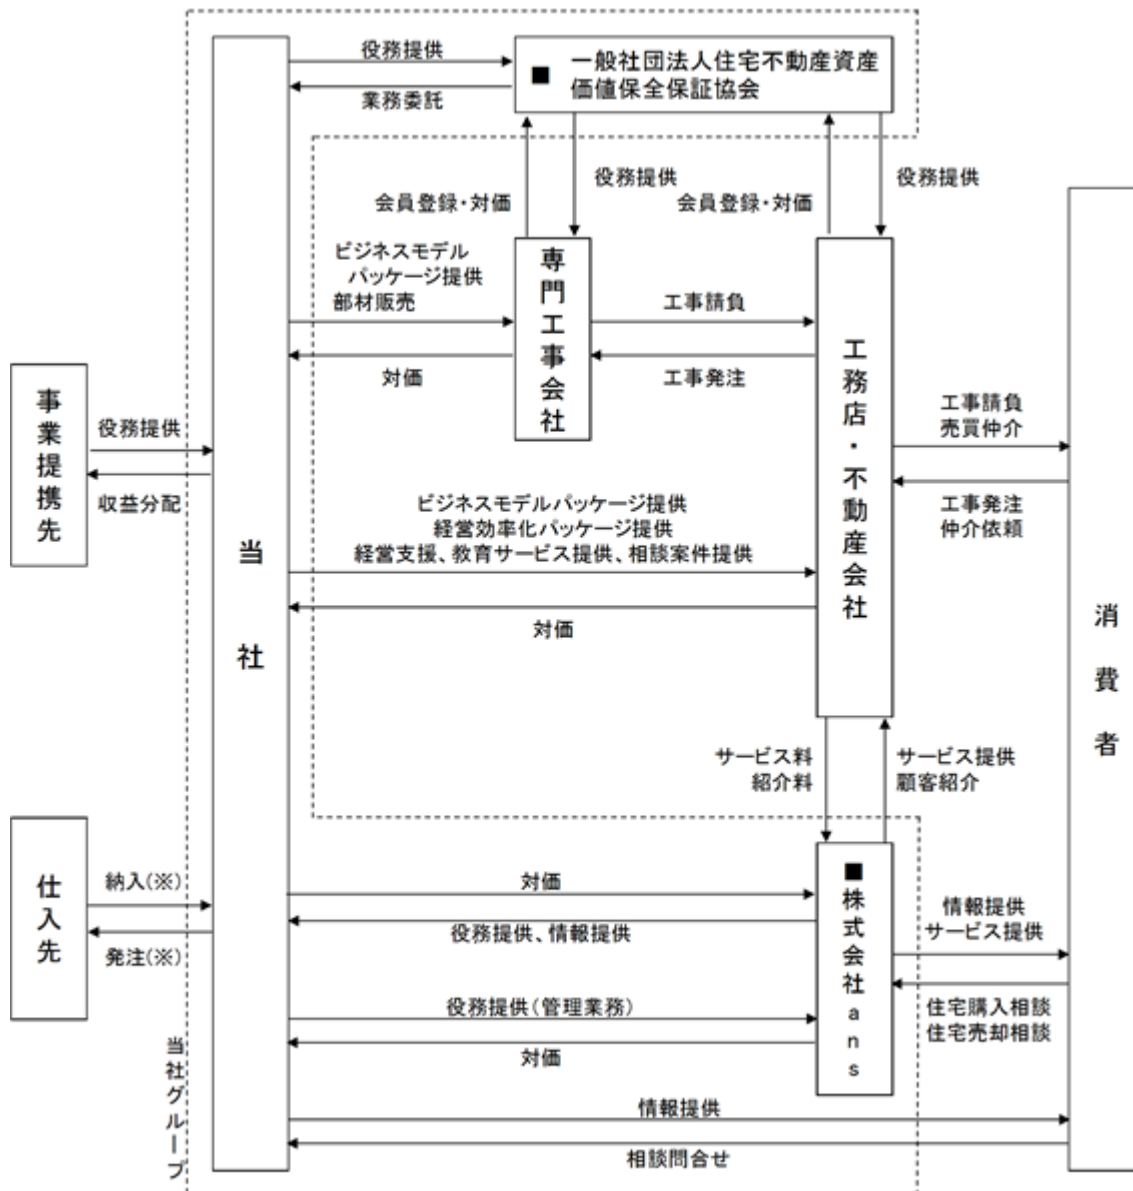 役務提供
業務委託
■ 一般社団法人住宅不動産資産
価値保全保証協会
会員登録・対価
役務提供
会員登録・対価
役務提供
ビジネスモデル
パッケージ提供
部材販売
対価
専門工事会社
工事請負
工事発注
工務店・不動産会社
工事請負
売買仲介
工事発注
仲介依頼
事業提携先
役務提供
収益分配
当社
ビジネスモデルパッケージ提供
経営効率化パッケージ提供
経営支援、教育サービス提供、相談案件提供
対価
消費者
サービス料
紹介料
サービス提供
顧客紹介
仕入先
納入(※)
発注(※)
対価
役務提供、情報提供
■株式会社ans
情報提供
サービス提供
住宅購入相談
住宅売却相談
役務提供(管理業務)
対価
当社グループ
情報提供
相談問合せ